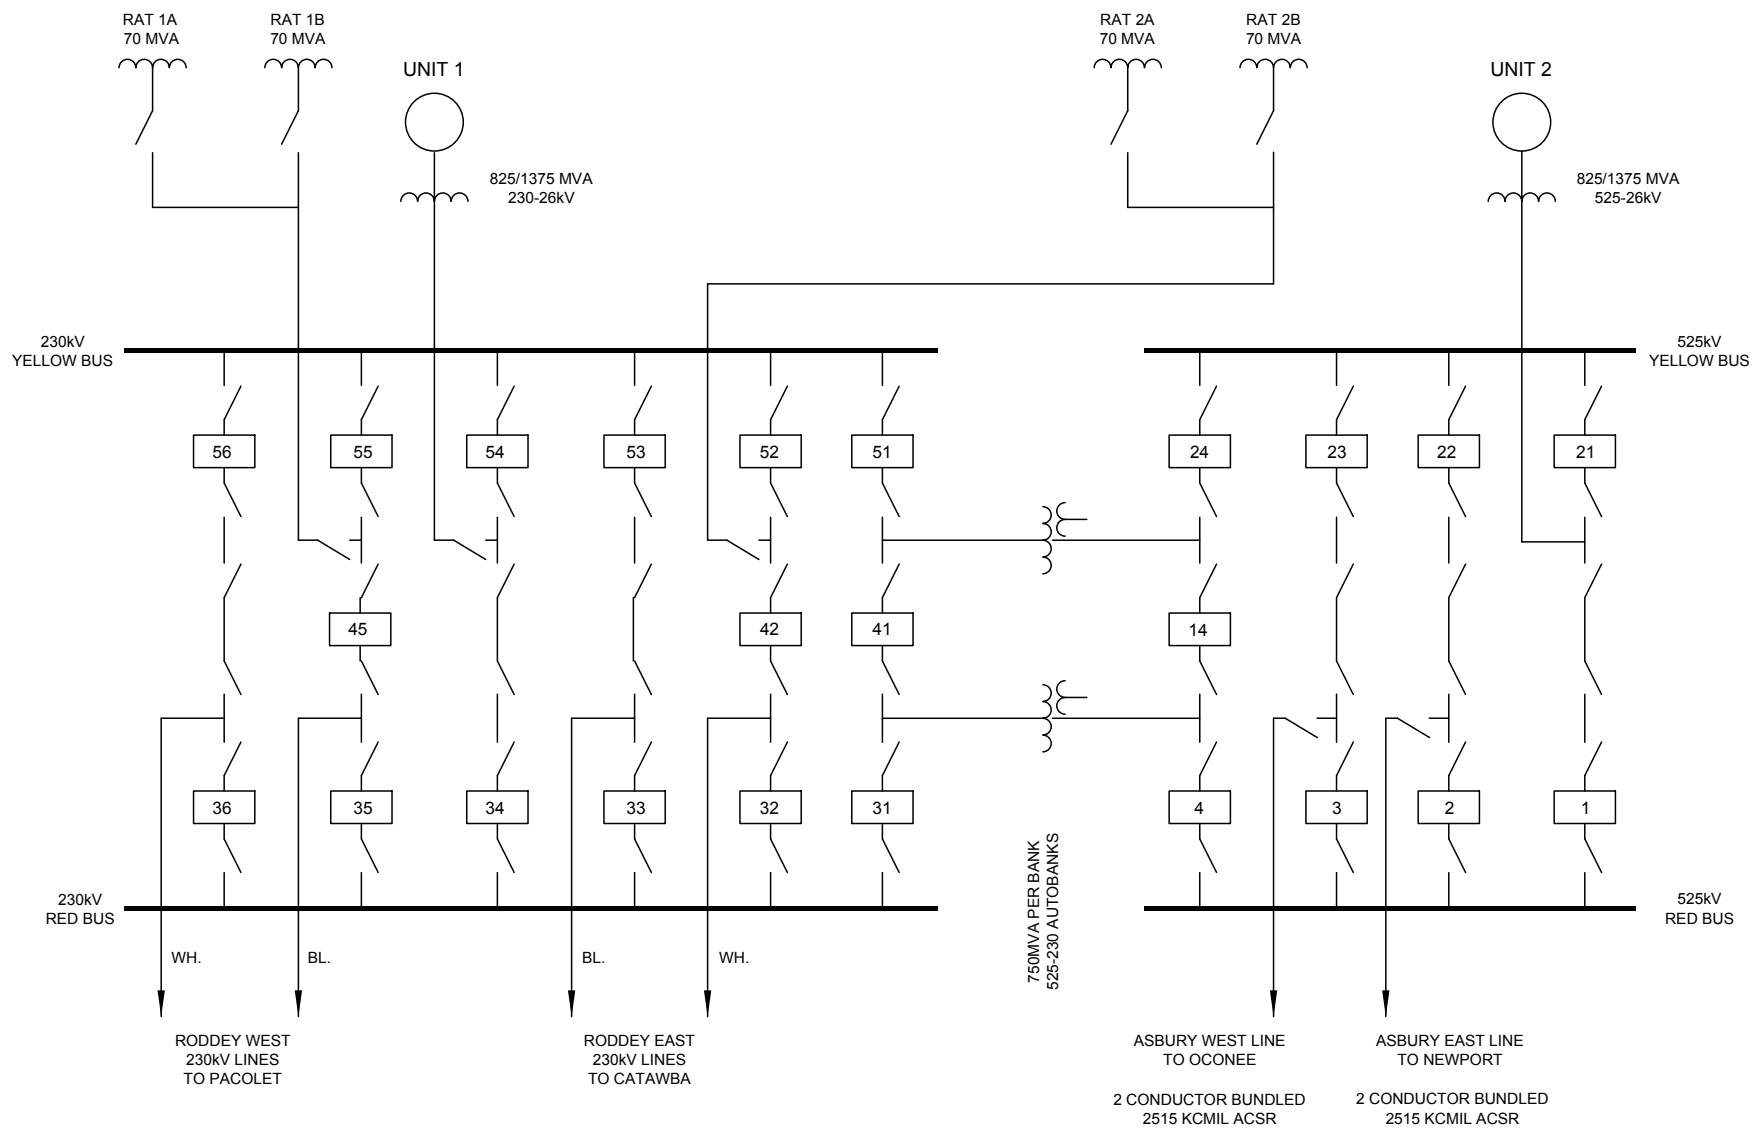 RAT 1A
70 MVA
RAT 1B
70 MVA
UNIT 1
825/1375 MVA
230-26kV
RAT 2A
70 MVA
RAT 2B
70 MVA
UNIT 2
825/1375 MVA
525-26kV
230kV
YELLOW BUS
525kV
YELLOW BUS
56
55
54
53
52
51
24
23
22
21
45
42
41
14
36
35
34
33
32
31
4
3
2
1
750MVA PER BANK
525-230 AUTOBANKS
230kV
RED BUS
525kV
RED BUS
WH.
BL.
BL.
WH.
RODDEY WEST
230kV LINES
TO PACOLET
RODDEY EAST
230kV LINES
TO CATAWBA
ASBURY WEST LINE
TO OCONEE
2 CONDUCTOR BUNDLED
2515 KCMIL ACSR
ASBURY EAST LINE
TO NEWPORT
2 CONDUCTOR BUNDLED
2515 KCMIL ACSR